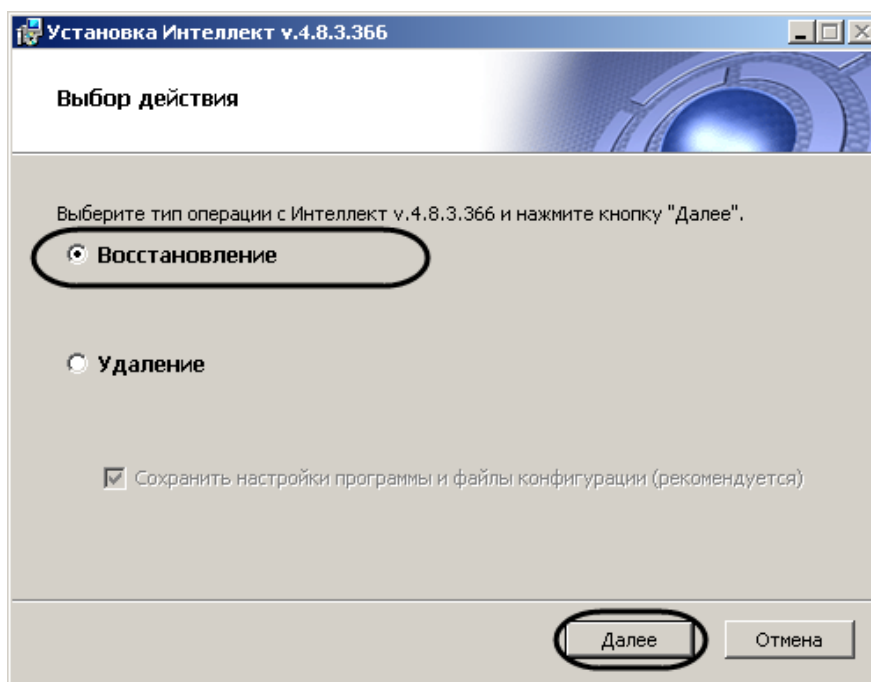 Установка Интеллект v.4.8.3.366
Выбор действия
Выберите тип операции с Интеллект v.4.8.3.366 и нажмите кнопку "Далее".
Восстановление
Удаление
Сохранить настройки программы и файлы конфигурации (рекомендуется)
Далее
Отмена